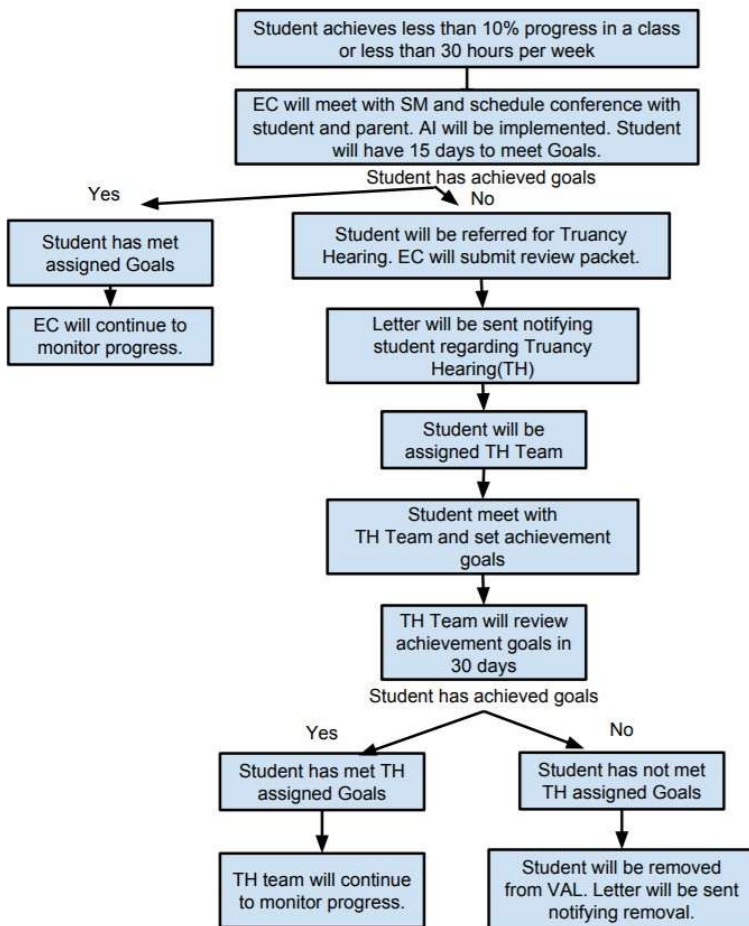 Student achieves less than 10% progress in a class
or less than 30 hours per week
EC will meet with SM and schedule conference with
student and parent. AI will be implemented. Student
will have 15 days to meet Goals.
Student has achieved goals
Yes
No
Student has met
assigned Goals
Student will be referred for Truancy
Hearing. EC will submit review packet.
EC will continue to
monitor progress.
Letter will be sent notifying
student regarding Truancy
Hearing(TH)
Student will be
assigned TH Team
Student meet with
TH Team and set achievement
goals
TH Team will review
achievement goals in
30 days
Student has achieved goals
Yes
No
Student has met TH
assigned Goals
Student has not met
TH assigned Goals
TH team will continue
to monitor progress.
Student will be removed
from VAL. Letter will be sent
notifying removal.